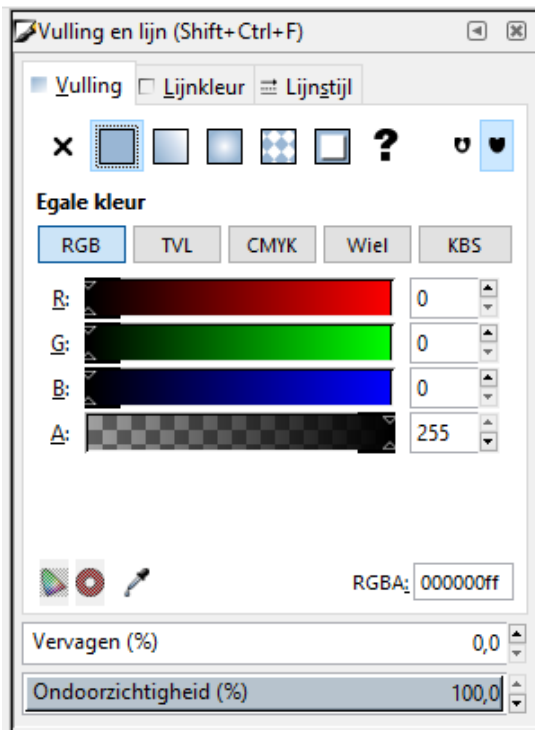 Vulling en lijn (Shift+Ctrl+F)
Vulling Lijnkleur Lijnstijl
?
Egale kleur
RGB TVL CMYK Wiel KBS
R: 0
G: 0
B: 0
A: 255
RGBA: 000000ff
Vervagen (%) 0,0
Ondoorzichtigheid (%) 100,0